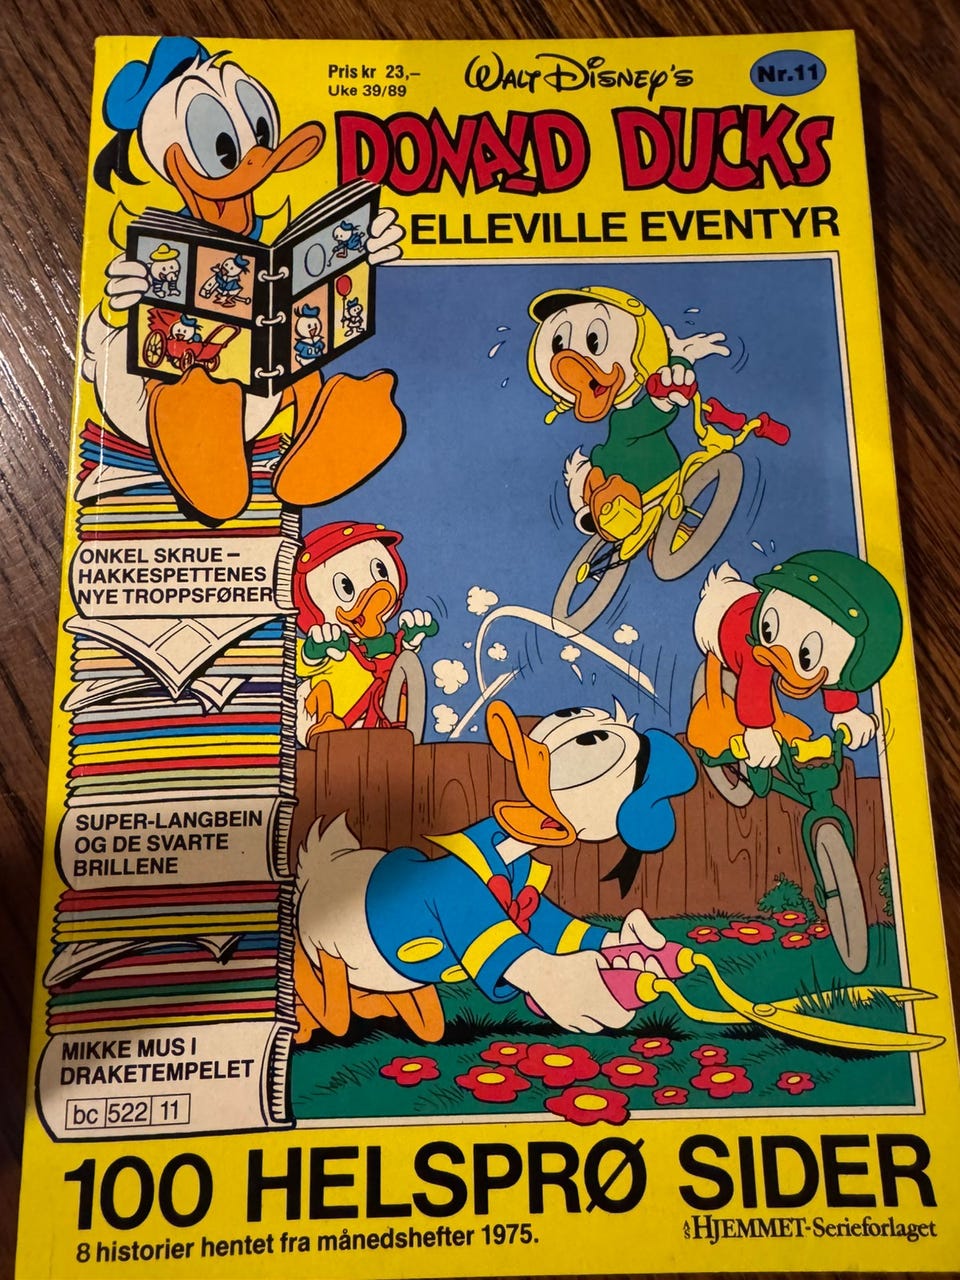 Pris kr 23,–
Uke 39/89
Walt Disney's
Nr.11
DONALD DUCKS
ELLEVILLE EVENTYR
ONKEL SKRUE –
HAKKESPETTENES
NYE TROPPSFØRER
SUPER-LANGBEIN
OG DE SVARTE
BRILLENE
MIKKE MUS I
DRAKETEMPELET
bc 522 11
100 HELSPRØ SIDER
8 historier hentet fra månedshefter 1975.
A/S HJEMMET-Serieforlaget